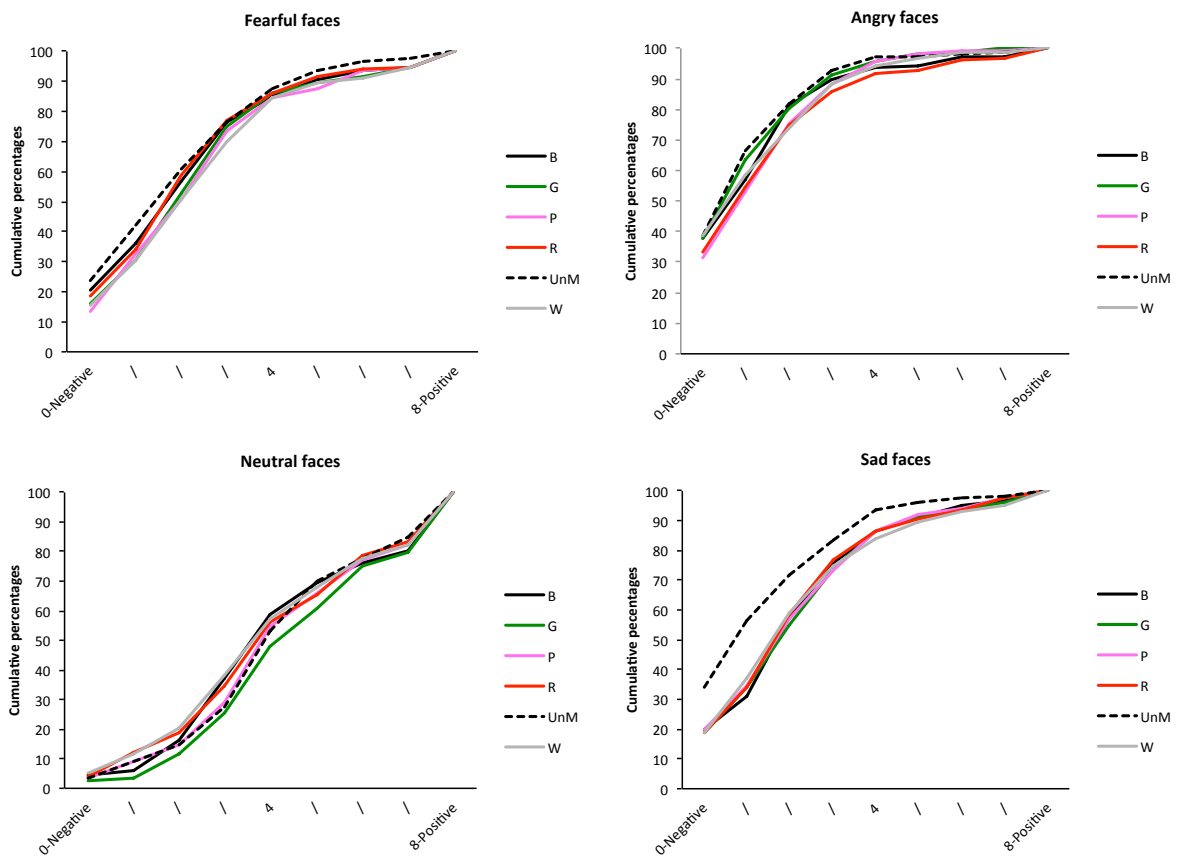 Fearful faces
Cumulative percentages
100
90
80
70
60
50
40
30
20
10
0
0-Negative
/
/
/
4
/
/
/
8-Positive
B
G
P
R
UnM
W
Angry faces
Cumulative percenatages
100
90
80
70
60
50
40
30
20
10
0
0-Negative
/
/
/
4
/
/
/
8-Positive
B
G
P
R
UnM
W
Neutral faces
Cumulative percentages
100
90
80
70
60
50
40
30
20
10
0
0-Negative
/
/
/
4
/
/
/
8-Positive
B
G
P
R
UnM
W
Sad faces
Cumulative pecentages
100
90
80
70
60
50
40
30
20
10
0
0-Negative
/
/
/
4
/
/
/
8-Positive
B
G
P
R
UnM
W